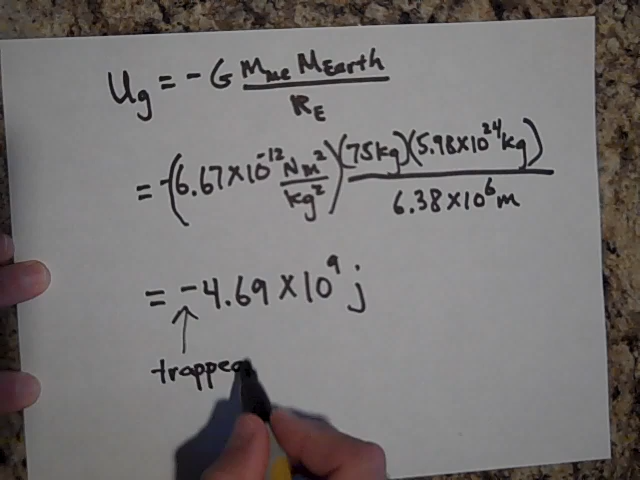 Ug = -G Mme MEarth / RE
= -(6.67×10^-12 Nm²/kg²) (75kg)(5.98×10^24 kg) / 6.38×10^6 m
= -4.69 × 10^9 j
trapped